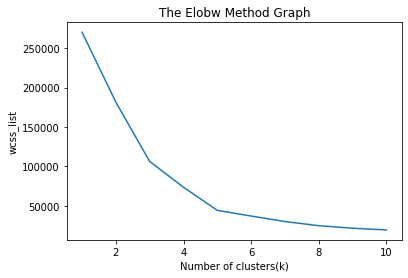 The Elobw Method Graph
250000
200000
150000
100000
50000
wcss_list
2 4 6 8 10
Number of clusters(k)